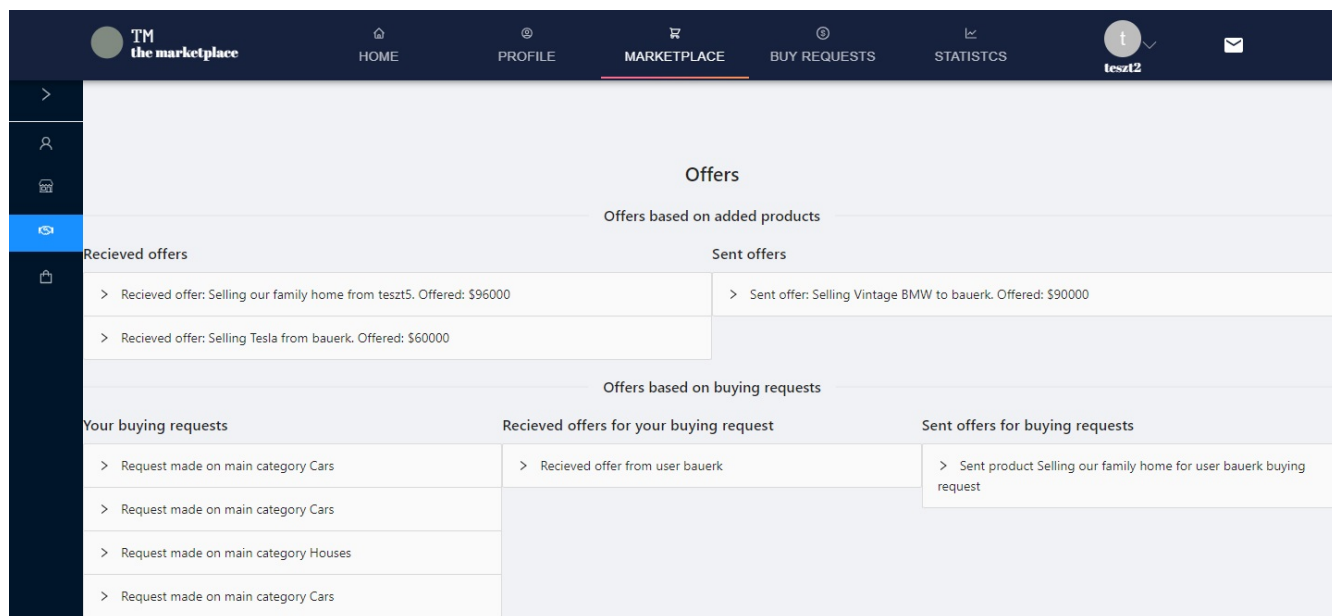 TM
the marketplace
HOME
PROFILE
MARKETPLACE
BUY REQUESTS
STATISTCS
t
teszt2
Offers
Offers based on added products
Recieved offers
Sent offers
Recieved offer: Selling our family home from teszt5. Offered: $96000
Sent offer: Selling Vintage BMW to bauerk. Offered: $90000
Recieved offer: Selling Tesla from bauerk. Offered: $60000
Offers based on buying requests
Your buying requests
Recieved offers for your buying request
Sent offers for buying requests
Request made on main category Cars
Recieved offer from user bauerk
Sent product Selling our family home for user bauerk buying
request
Request made on main category Cars
Request made on main category Houses
Request made on main category Cars